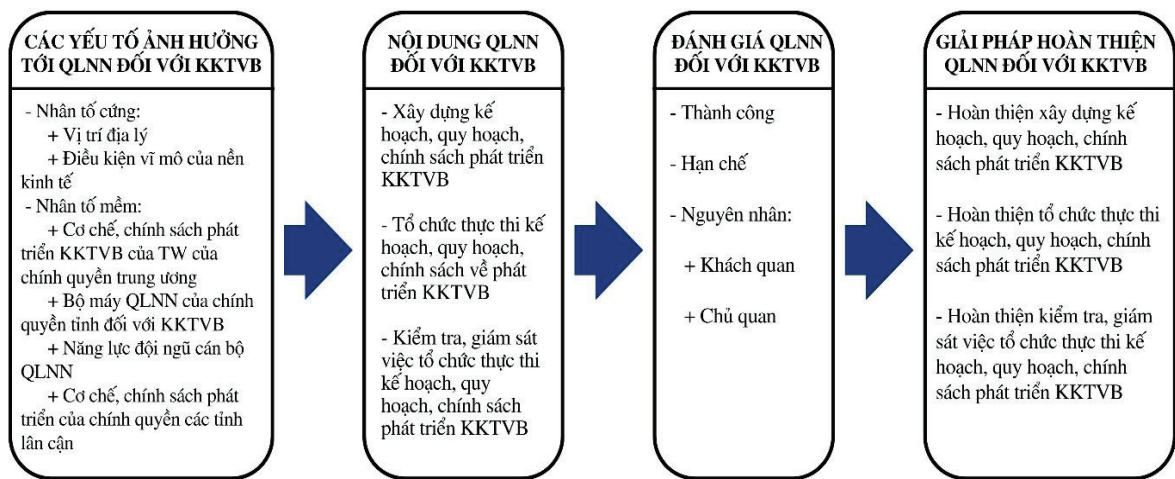 CÁC YẾU TỐ ẢNH HƯỞNG
TỚI QLNN ĐỐI VỚI KKTVB
- Nhân tố cứng:
+ Vị trí địa lý
+ Điều kiện vĩ mô của nền
kinh tế
- Nhân tố mềm:
+ Cơ chế, chính sách phát
triển KKTVB của TW của
chính quyền trung ương
+ Bộ máy QLNN của chính
quyền tỉnh đối với KKTVB
+ Năng lực đội ngũ cán bộ
QLNN
+ Cơ chế, chính sách phát
triển của chính quyền các tỉnh
lân cận
NỘI DUNG QLNN
ĐỐI VỚI KKTVB
- Xây dựng kế
hoạch, quy hoạch,
chính sách phát triển
KKTVB
- Tổ chức thực thi kế
hoạch, quy hoạch,
chính sách về phát
triển KKTVB
- Kiểm tra, giám sát
việc tổ chức thực thi
kế hoạch, quy
hoạch, chính sách
phát triển KKTVB
ĐÁNH GIÁ QLNN
ĐỐI VỚI KKTVB
- Thành công
- Hạn chế
- Nguyên nhân:
+ Khách quan
+ Chủ quan
GIẢI PHÁP HOÀN THIỆN
QLNN ĐỐI VỚI KKTVB
- Hoàn thiện xây dựng kế
hoạch, quy hoạch, chính
sách phát triển KKTVB
- Hoàn thiện tổ chức thực thi
kế hoạch, quy hoạch, chính
sách phát triển KKTVB
- Hoàn thiện kiểm tra, giám
sát việc tổ chức thực thi kế
hoạch, quy hoạch, chính
sách phát triển KKTVB